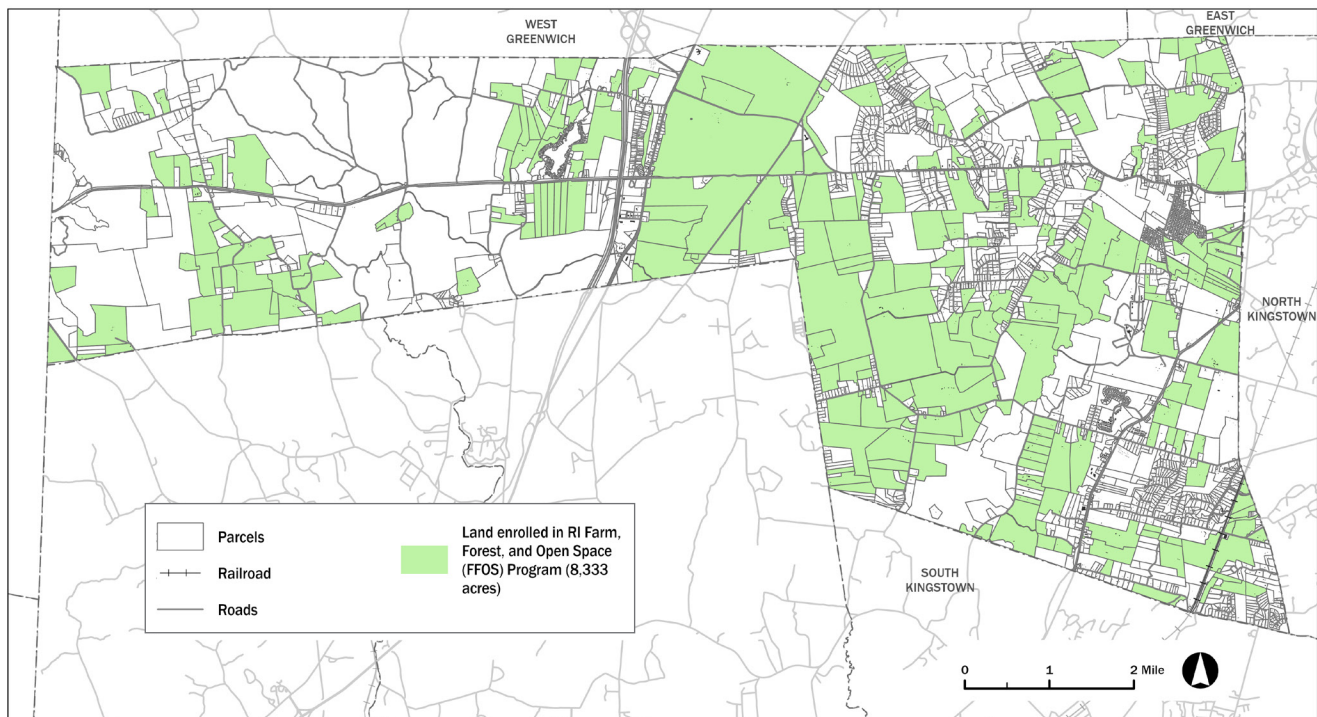 WEST
GREENWICH
EAST
GREENWICH
NORTH
KINGSTOWN
SOUTH
KINGSTOWN
Parcels
Railroad
Roads
Land enrolled in RI Farm,
Forest, and Open Space
(FFOS) Program (8,333
acres)
0 1 2 Mile